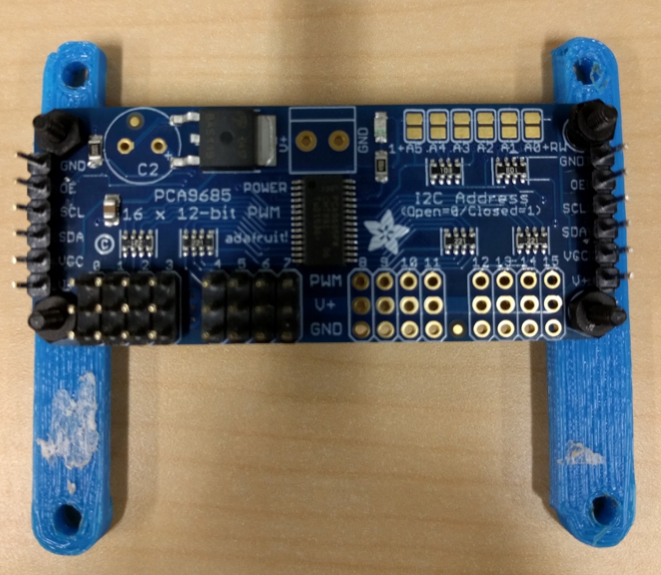 C2
V+
GND
1+A5 A4 A3 A2 A1 A0+RW
GND
OE
SCL
SDA
VCC
GND
OE
SCL
SDA
VCC
V+
PCA9685
16 x 12-bit PWM
POWER
adafruit!
I2C Address
(Open=0/Closed=1)
0 1 2 3 4 5 6 7 8 9 10 11 12 13 14 15
PWM
V+
GND